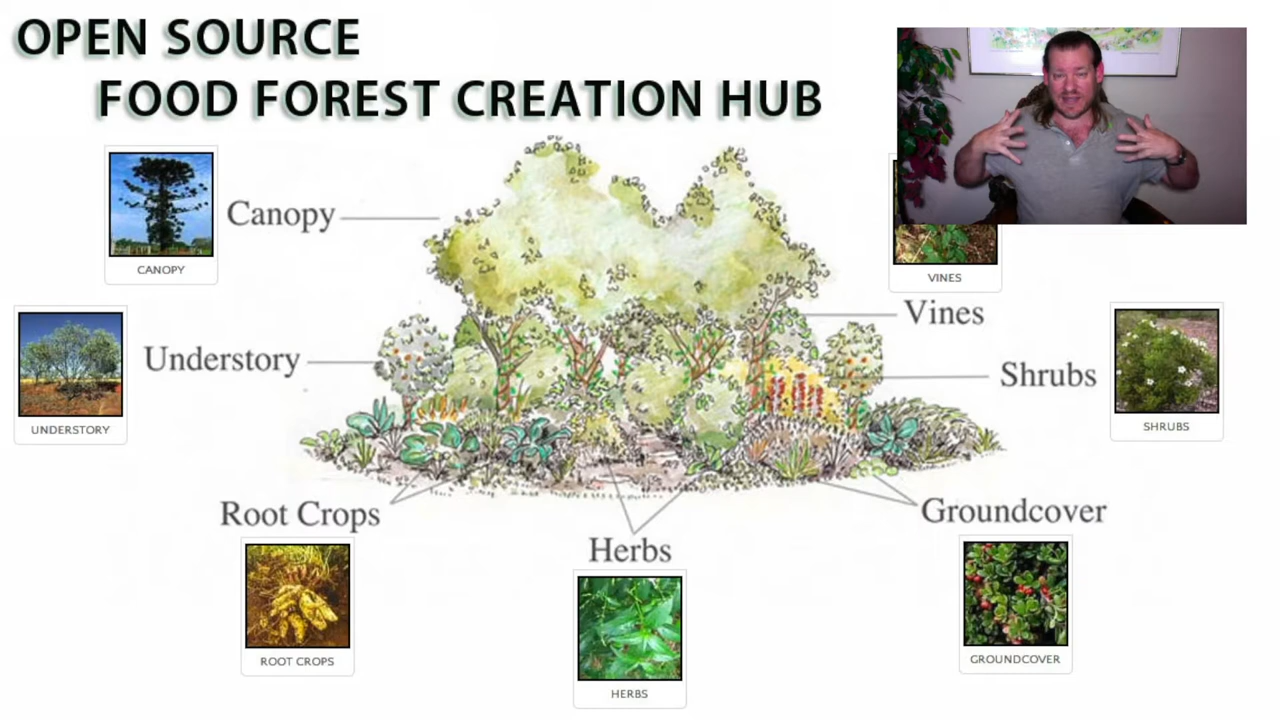 OPEN SOURCE
FOOD FOREST CREATION HUB
Canopy
CANOPY
VINES
Vines
Understory
UNDERSTORY
Shrubs
SHRUBS
Root Crops
ROOT CROPS
Herbs
HERBS
Groundcover
GROUNDCOVER